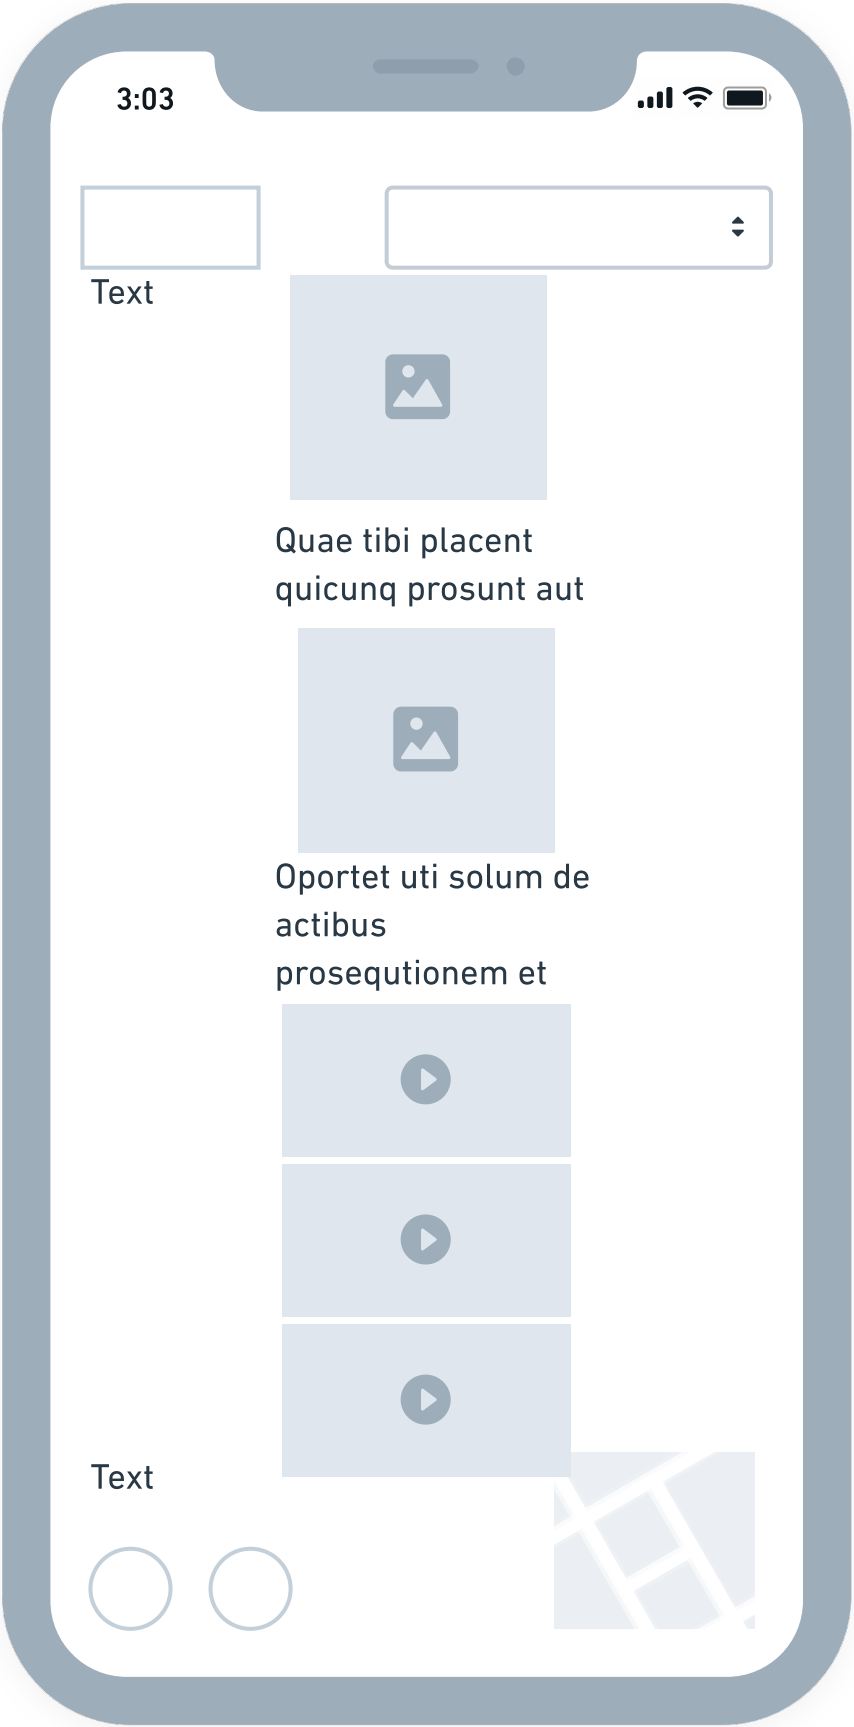 3:03
Text
Quae tibi placent
quicunq prosunt aut
Oportet uti solum de
actibus
prosequtionem et
Text